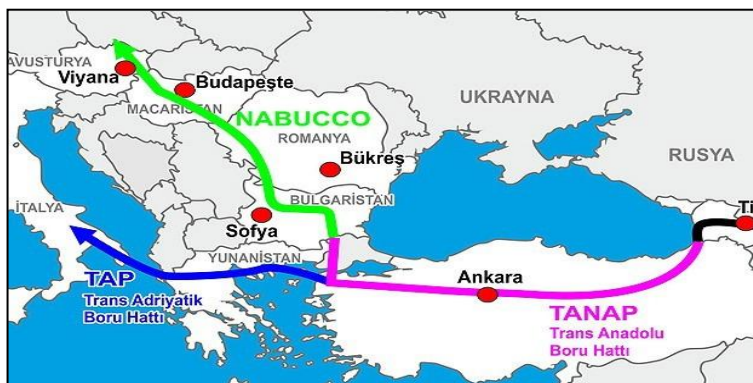 AVUSTURYA
Viyana
Budapeşte
MACARİSTAN
NABUCCO
ROMANYA
UKRAYNA
RUSYA
Bükreş
BULGARİSTAN
İTALYA
Sofya
Ti
YUNANİSTAN
TAP
Trans Adriyatik
Boru Hattı
Ankara
TANAP
Trans Anadolu
Boru Hattı